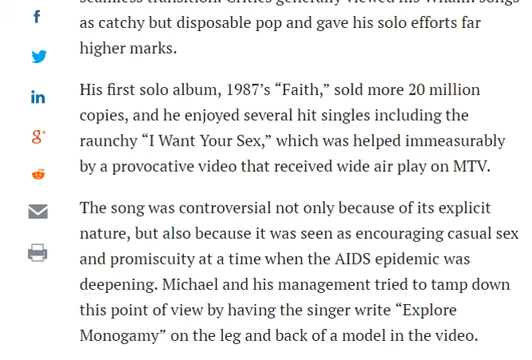 seamless transition. Critics generally viewed his Wham! songs
as catchy but disposable pop and gave his solo efforts far
higher marks.
His first solo album, 1987’s “Faith,” sold more 20 million
copies, and he enjoyed several hit singles including the
raunchy “I Want Your Sex,” which was helped immeasurably
by a provocative video that received wide air play on MTV.
The song was controversial not only because of its explicit
nature, but also because it was seen as encouraging casual sex
and promiscuity at a time when the AIDS epidemic was
deepening. Michael and his management tried to tamp down
this point of view by having the singer write “Explore
Monogamy” on the leg and back of a model in the video.